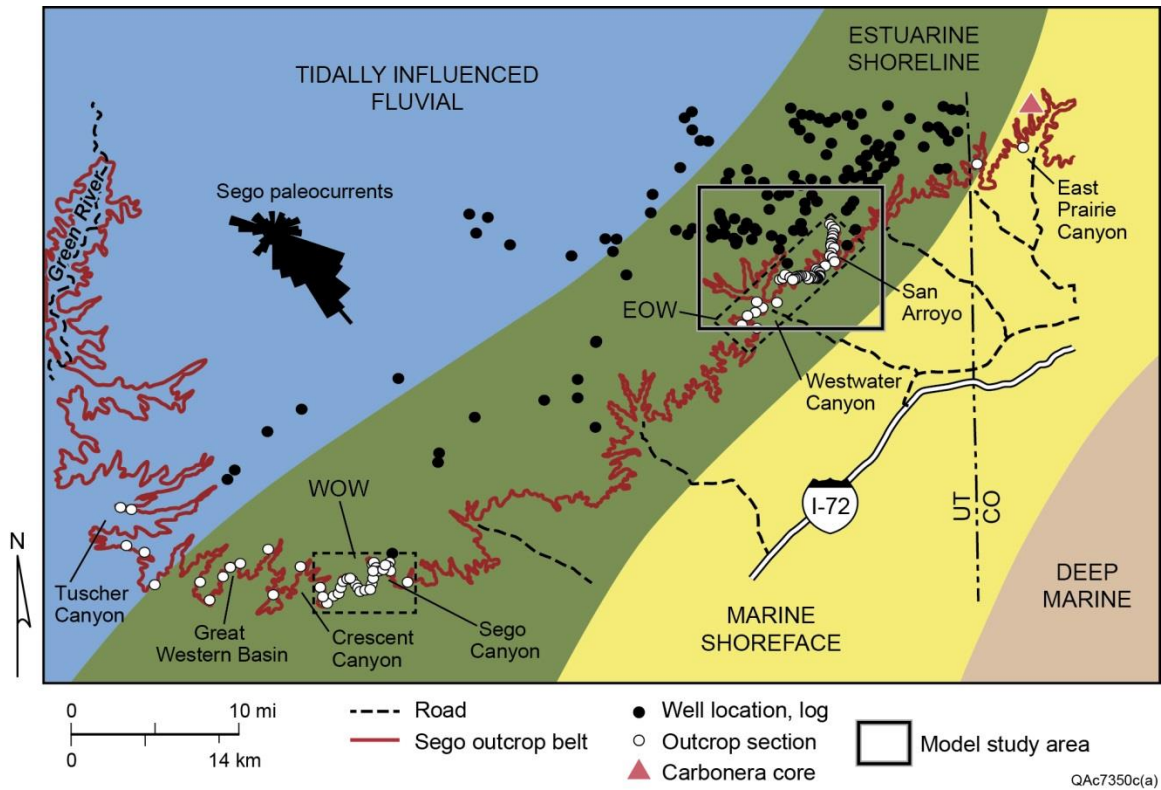 TIDALLY INFLUENCED
FLUVIAL
ESTUARINE
SHORELINE
Sego paleocurrents
Green River
East
Prairie
Canyon
San
Arroyo
EOW
Westwater
Canyon
WOW
I-72
UT
CO
Tuscher
Canyon
Great
Western Basin
Crescent
Canyon
Sego
Canyon
MARINE
SHOREFACE
DEEP
MARINE
N
0 10 mi
0 14 km
Road
Sego outcrop belt
Well location, log
Outcrop section
Carbonera core
Model study area
QAc7350c(a)